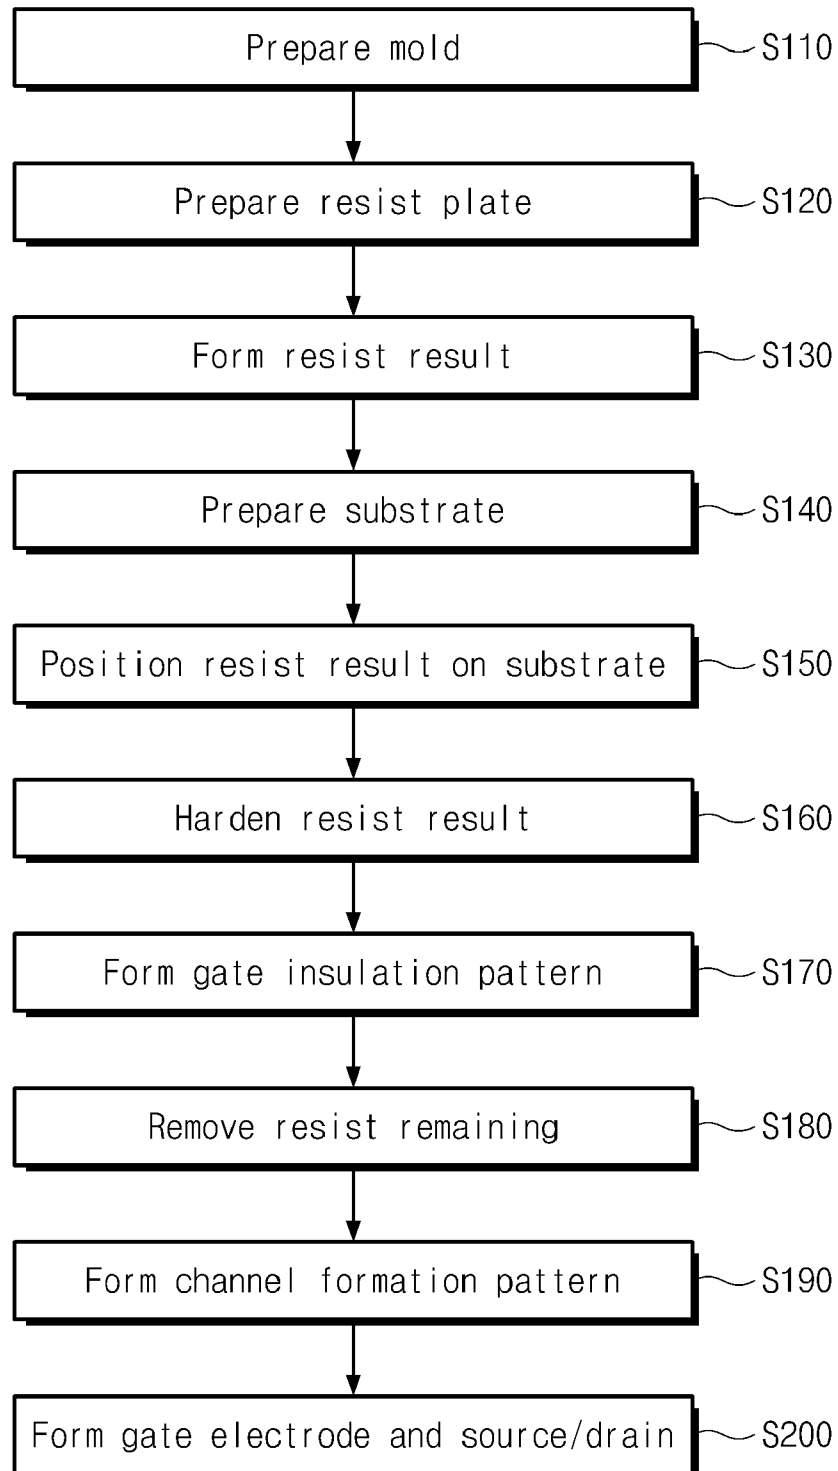 Prepare mold S110
Prepare resist plate S120
Form resist result S130
Prepare substrate S140
Position resist result on substrate S150
Harden resist result S160
Form gate insulation pattern S170
Remove resist remaining S180
Form channel formation pattern S190
Form gate electrode and source/drain S200